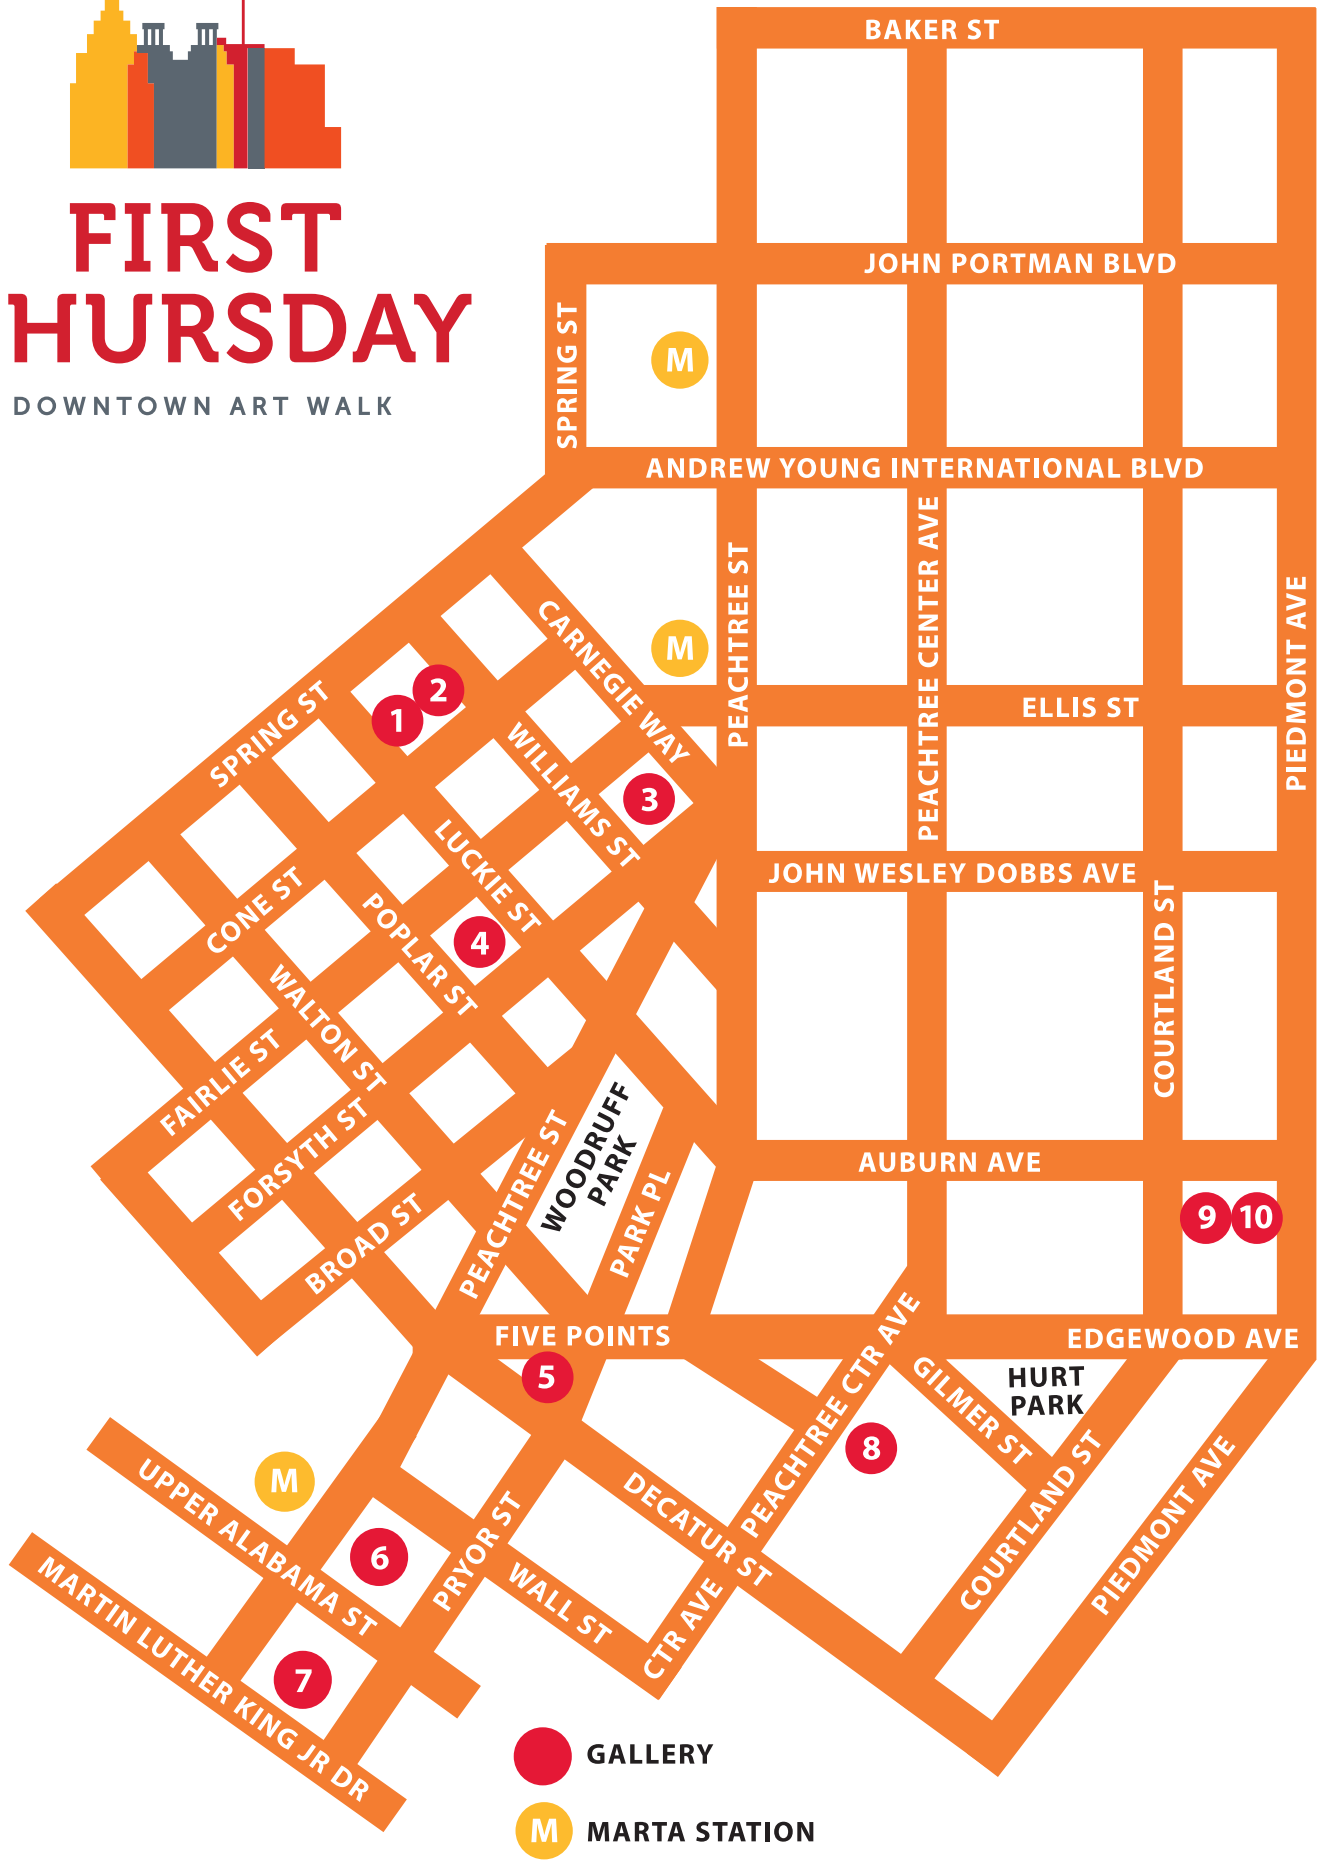 FIRST
HURSDAY
DOWNTOWN ART WALK
BAKER ST
JOHN PORTMAN BLVD
SPRING ST
M
ANDREW YOUNG INTERNATIONAL BLVD
PEACHTREE ST
PEACHTREE CENTER AVE
PIEDMONT AVE
CARNEGIE WAY
M
ELLIS ST
SPRING ST
1
2
WILLIAMS ST
3
LUCKIE ST
JOHN WESLEY DOBBS AVE
COURTLAND ST
CONE ST
POPLAR ST
4
WALTON ST
FAIRLIE ST
FORSYTH ST
BROAD ST
PEACHTREE ST
WOODRUFF
PARK
PARK PL
AUBURN AVE
9
10
FIVE POINTS
EDGEWOOD AVE
5
PEACHTREE CTR AVE
GILMER ST
HURT
PARK
8
COURTLAND ST
PIEDMONT AVE
M
UPPER ALABAMA ST
DECATUR ST
PRYOR ST
WALL ST
CTR AVE
6
MARTIN LUTHER KING JR DR
7
GALLERY
M
MARTA STATION